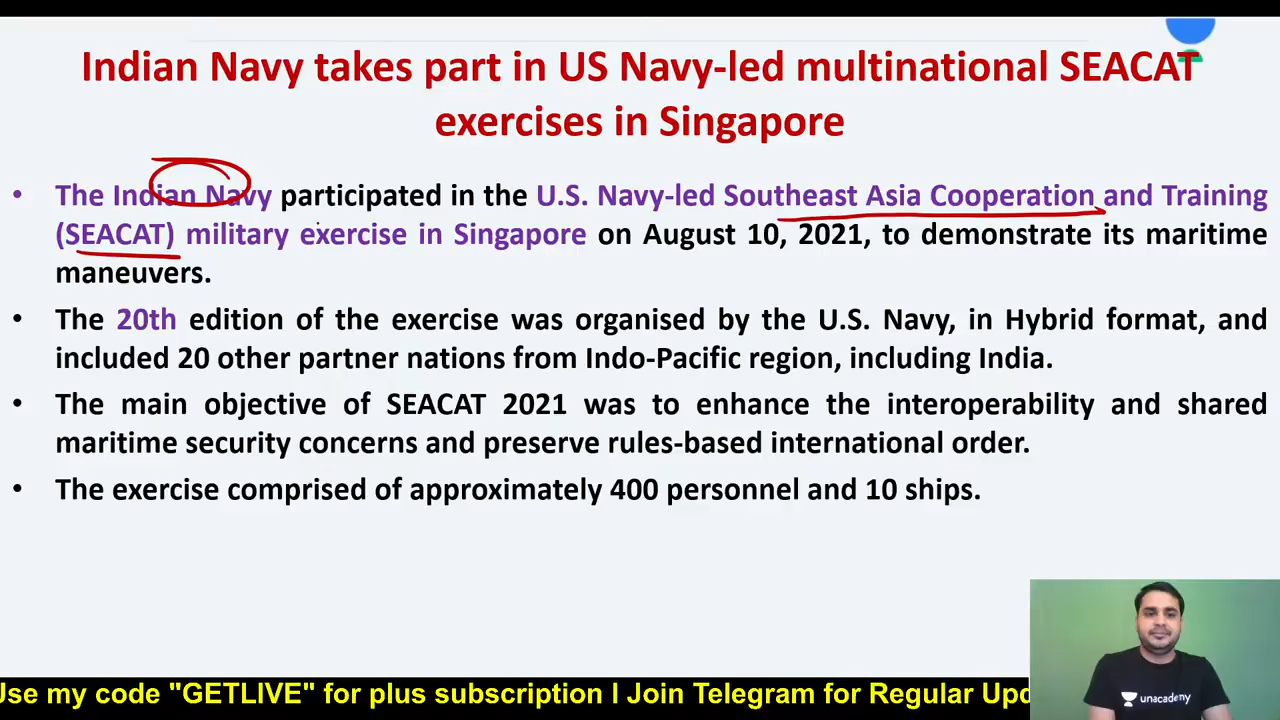 Indian Navy takes part in US Navy-led multinational SEACAT
exercises in Singapore
• The Indian Navy participated in the U.S. Navy-led Southeast Asia Cooperation and Training
(SEACAT) military exercise in Singapore on August 10, 2021, to demonstrate its maritime
maneuvers.
• The 20th edition of the exercise was organised by the U.S. Navy, in Hybrid format, and
included 20 other partner nations from Indo-Pacific region, including India.
• The main objective of SEACAT 2021 was to enhance the interoperability and shared
maritime security concerns and preserve rules-based international order.
• The exercise comprised of approximately 400 personnel and 10 ships.
unacademy
Use my code "GETLIVE" for plus subscription I Join Telegram for Regular Upd